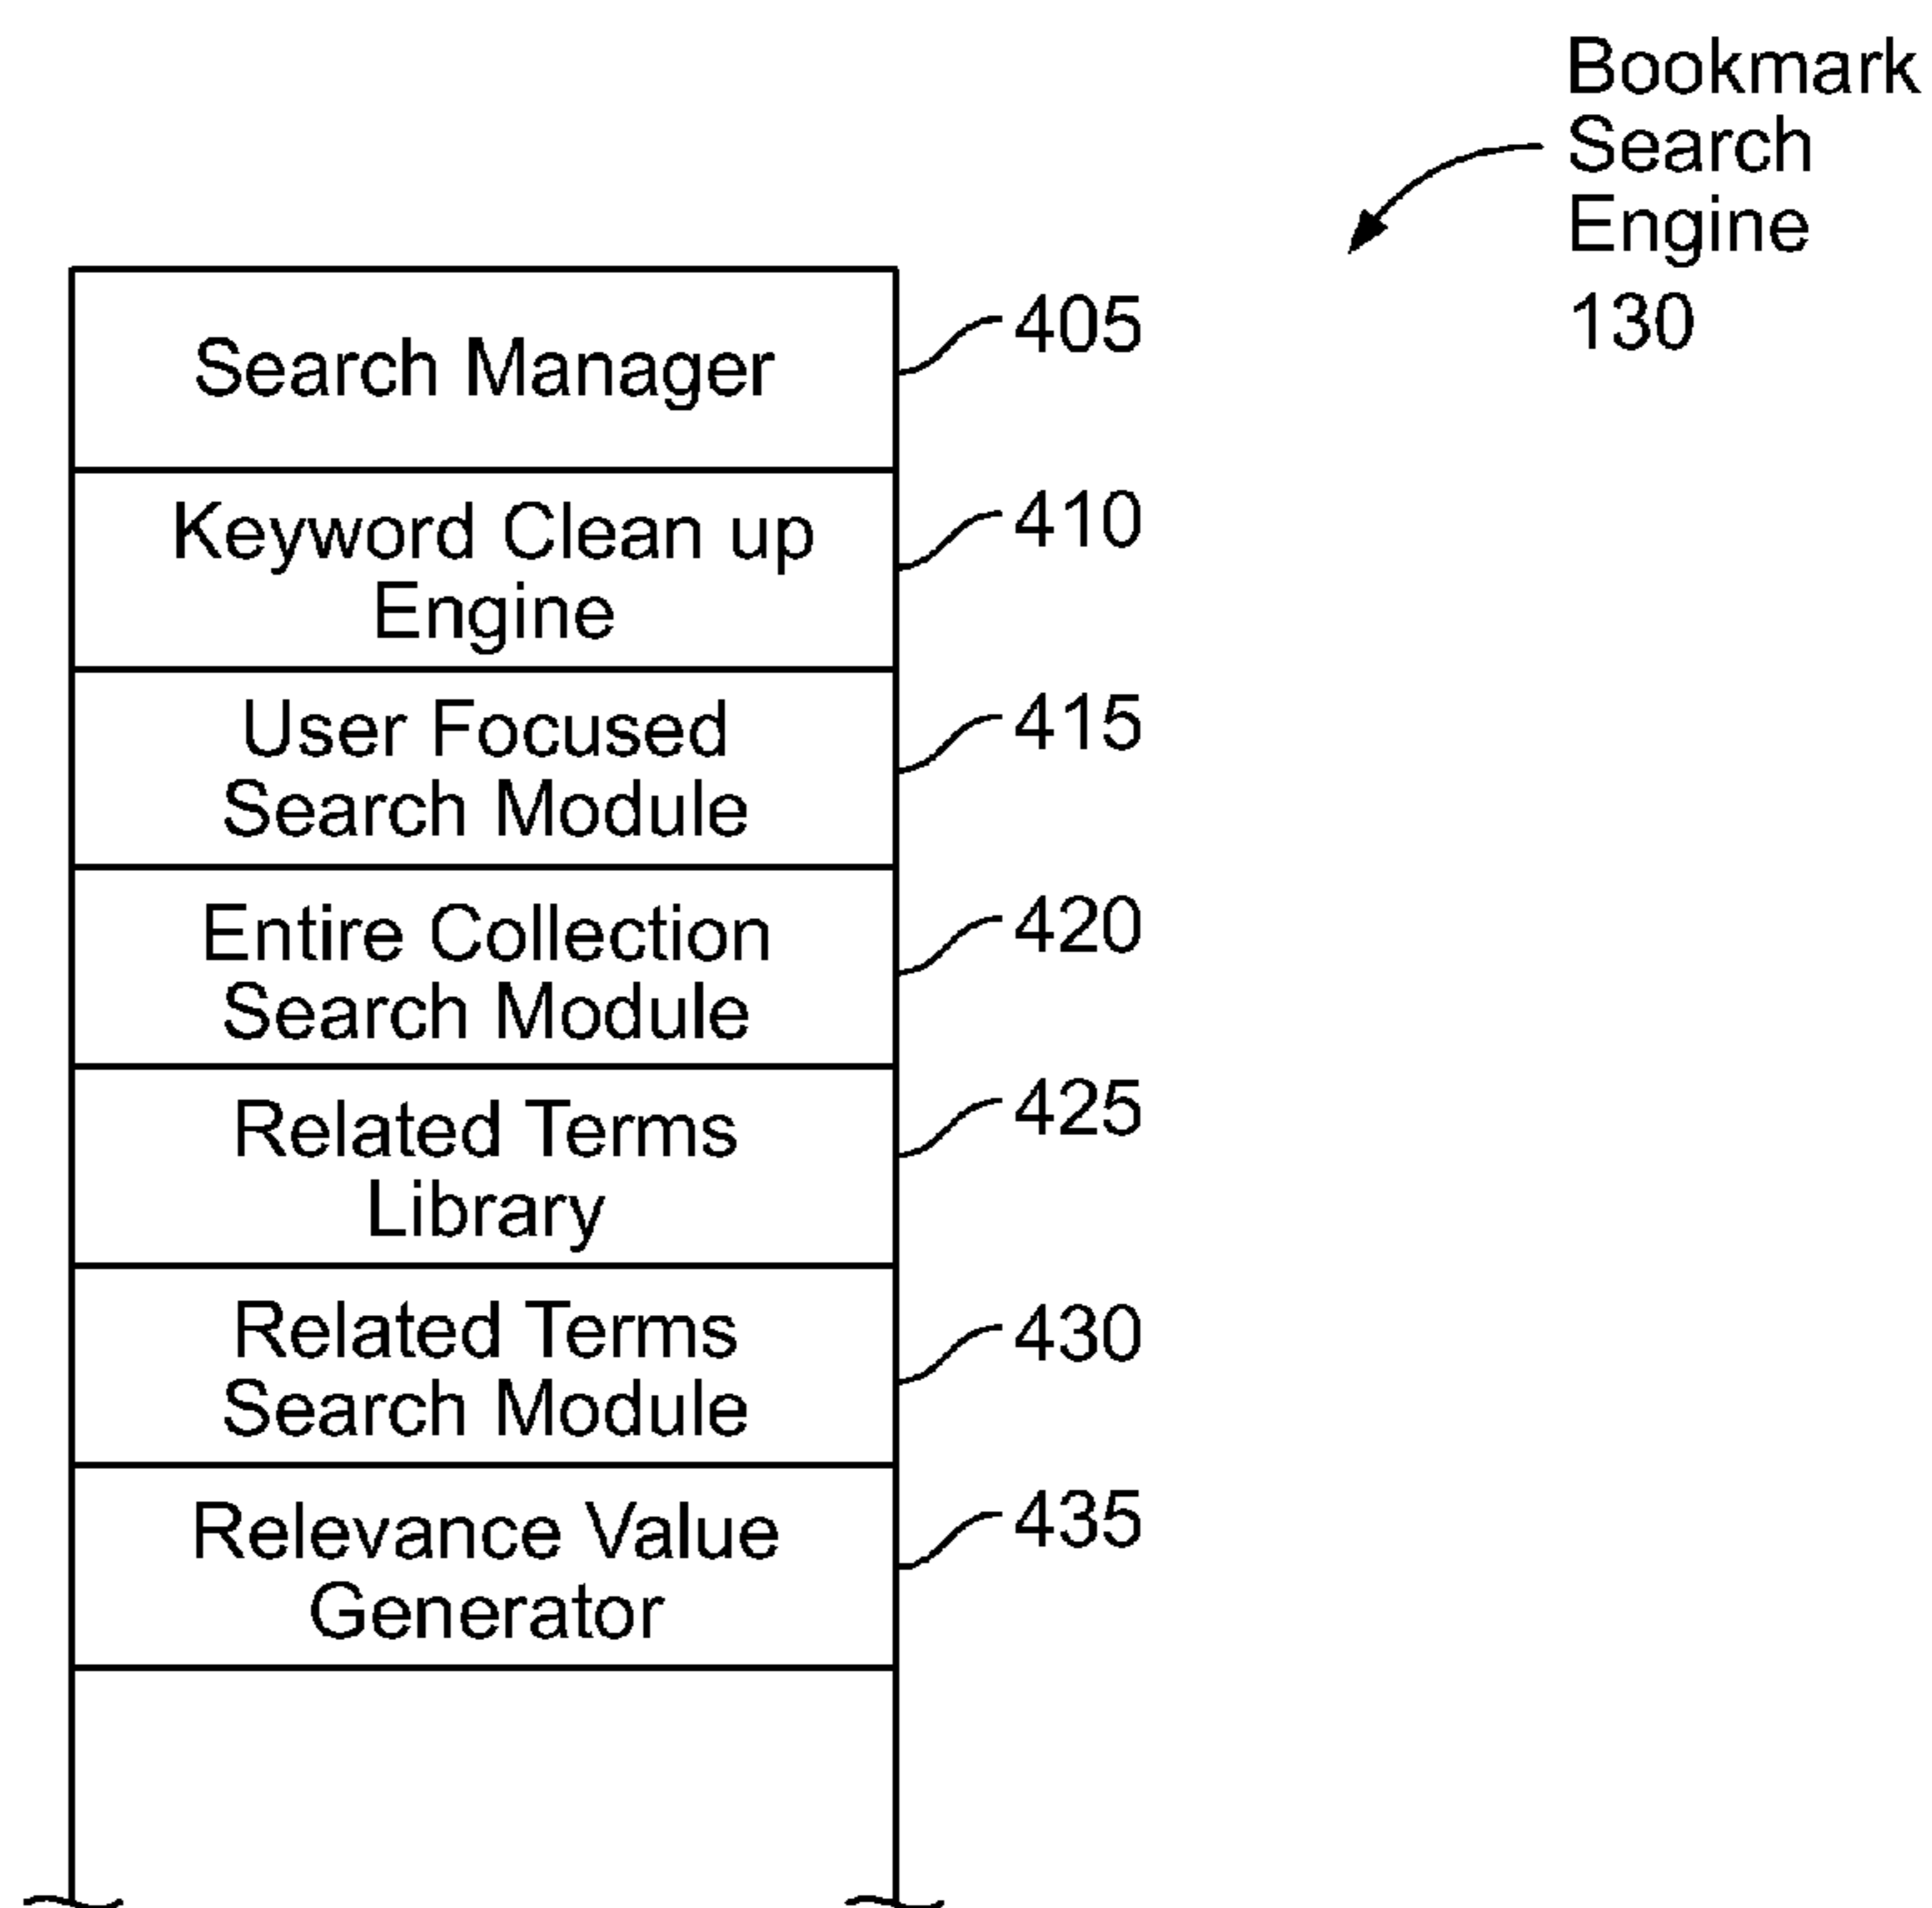 Bookmark
Search
Engine
130
Search Manager
405
Keyword Clean up
Engine
410
User Focused
Search Module
415
Entire Collection
Search Module
420
Related Terms
Library
425
Related Terms
Search Module
430
Relevance Value
Generator
435